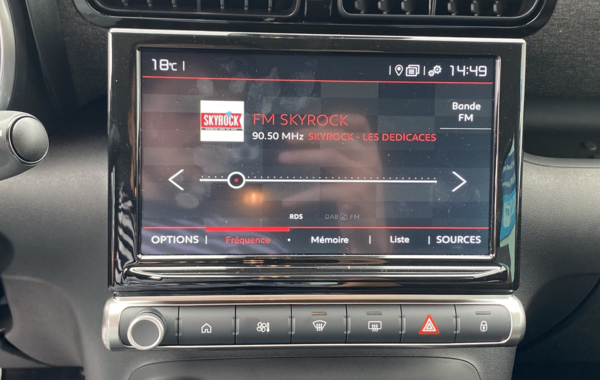 18°C
14:49
SKYROCK
FM SKYROCK
90.50 MHz SKYROCK - LES DEDICACES
Bande
FM
RDS DAB FM
OPTIONS Fréquence Mémoire Liste SOURCES